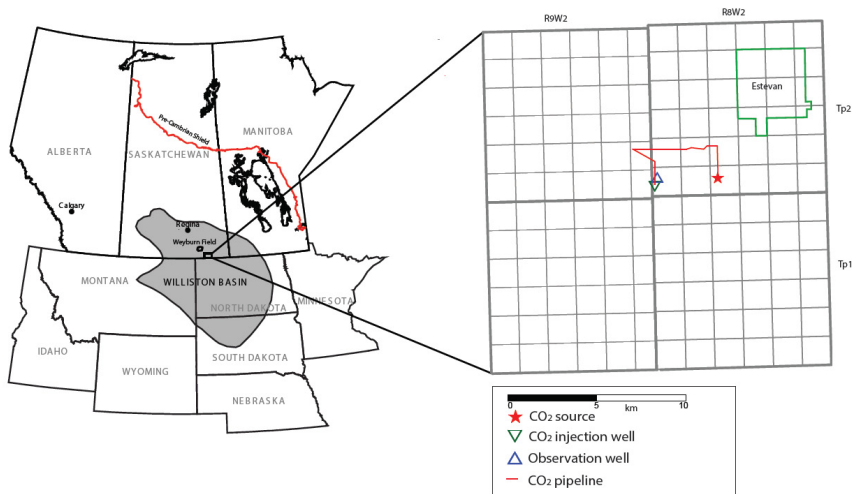 R9W2
R8W2
Estevan
Tp2
Tp1
Pre-Cambrian Shield
MANITOBA
ALBERTA
SASKATCHEWAN
Calgary
Regina
Weyburn Field
MONTANA
WILLISTON BASIN
NORTH DAKOTA
MINNESOTA
IDAHO
SOUTH DAKOTA
WYOMING
NEBRASKA
0 5 10
km
CO₂ source
CO₂ injection well
Observation well
CO₂ pipeline